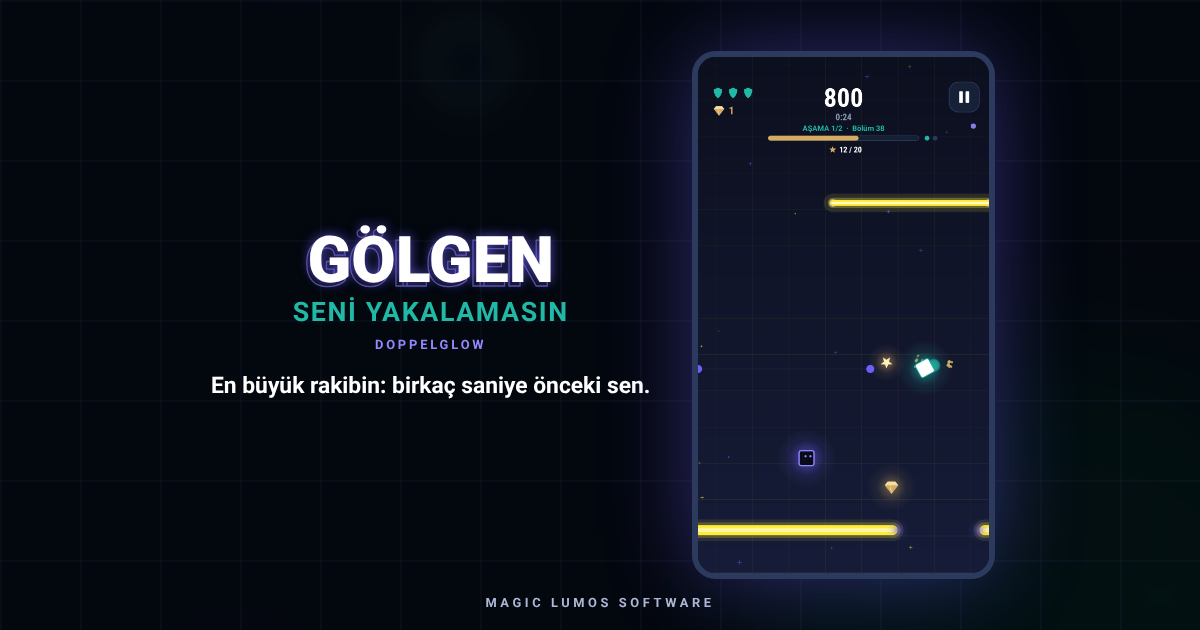 GÖLGEN
SENİ YAKALAMASIN
DOPPELGLOW
En büyük rakibin: birkaç saniye önceki sen.
800
1
0:24
AŞAMA 1/2 · Bölüm 38
12 / 20
MAGIC LUMOS SOFTWARE